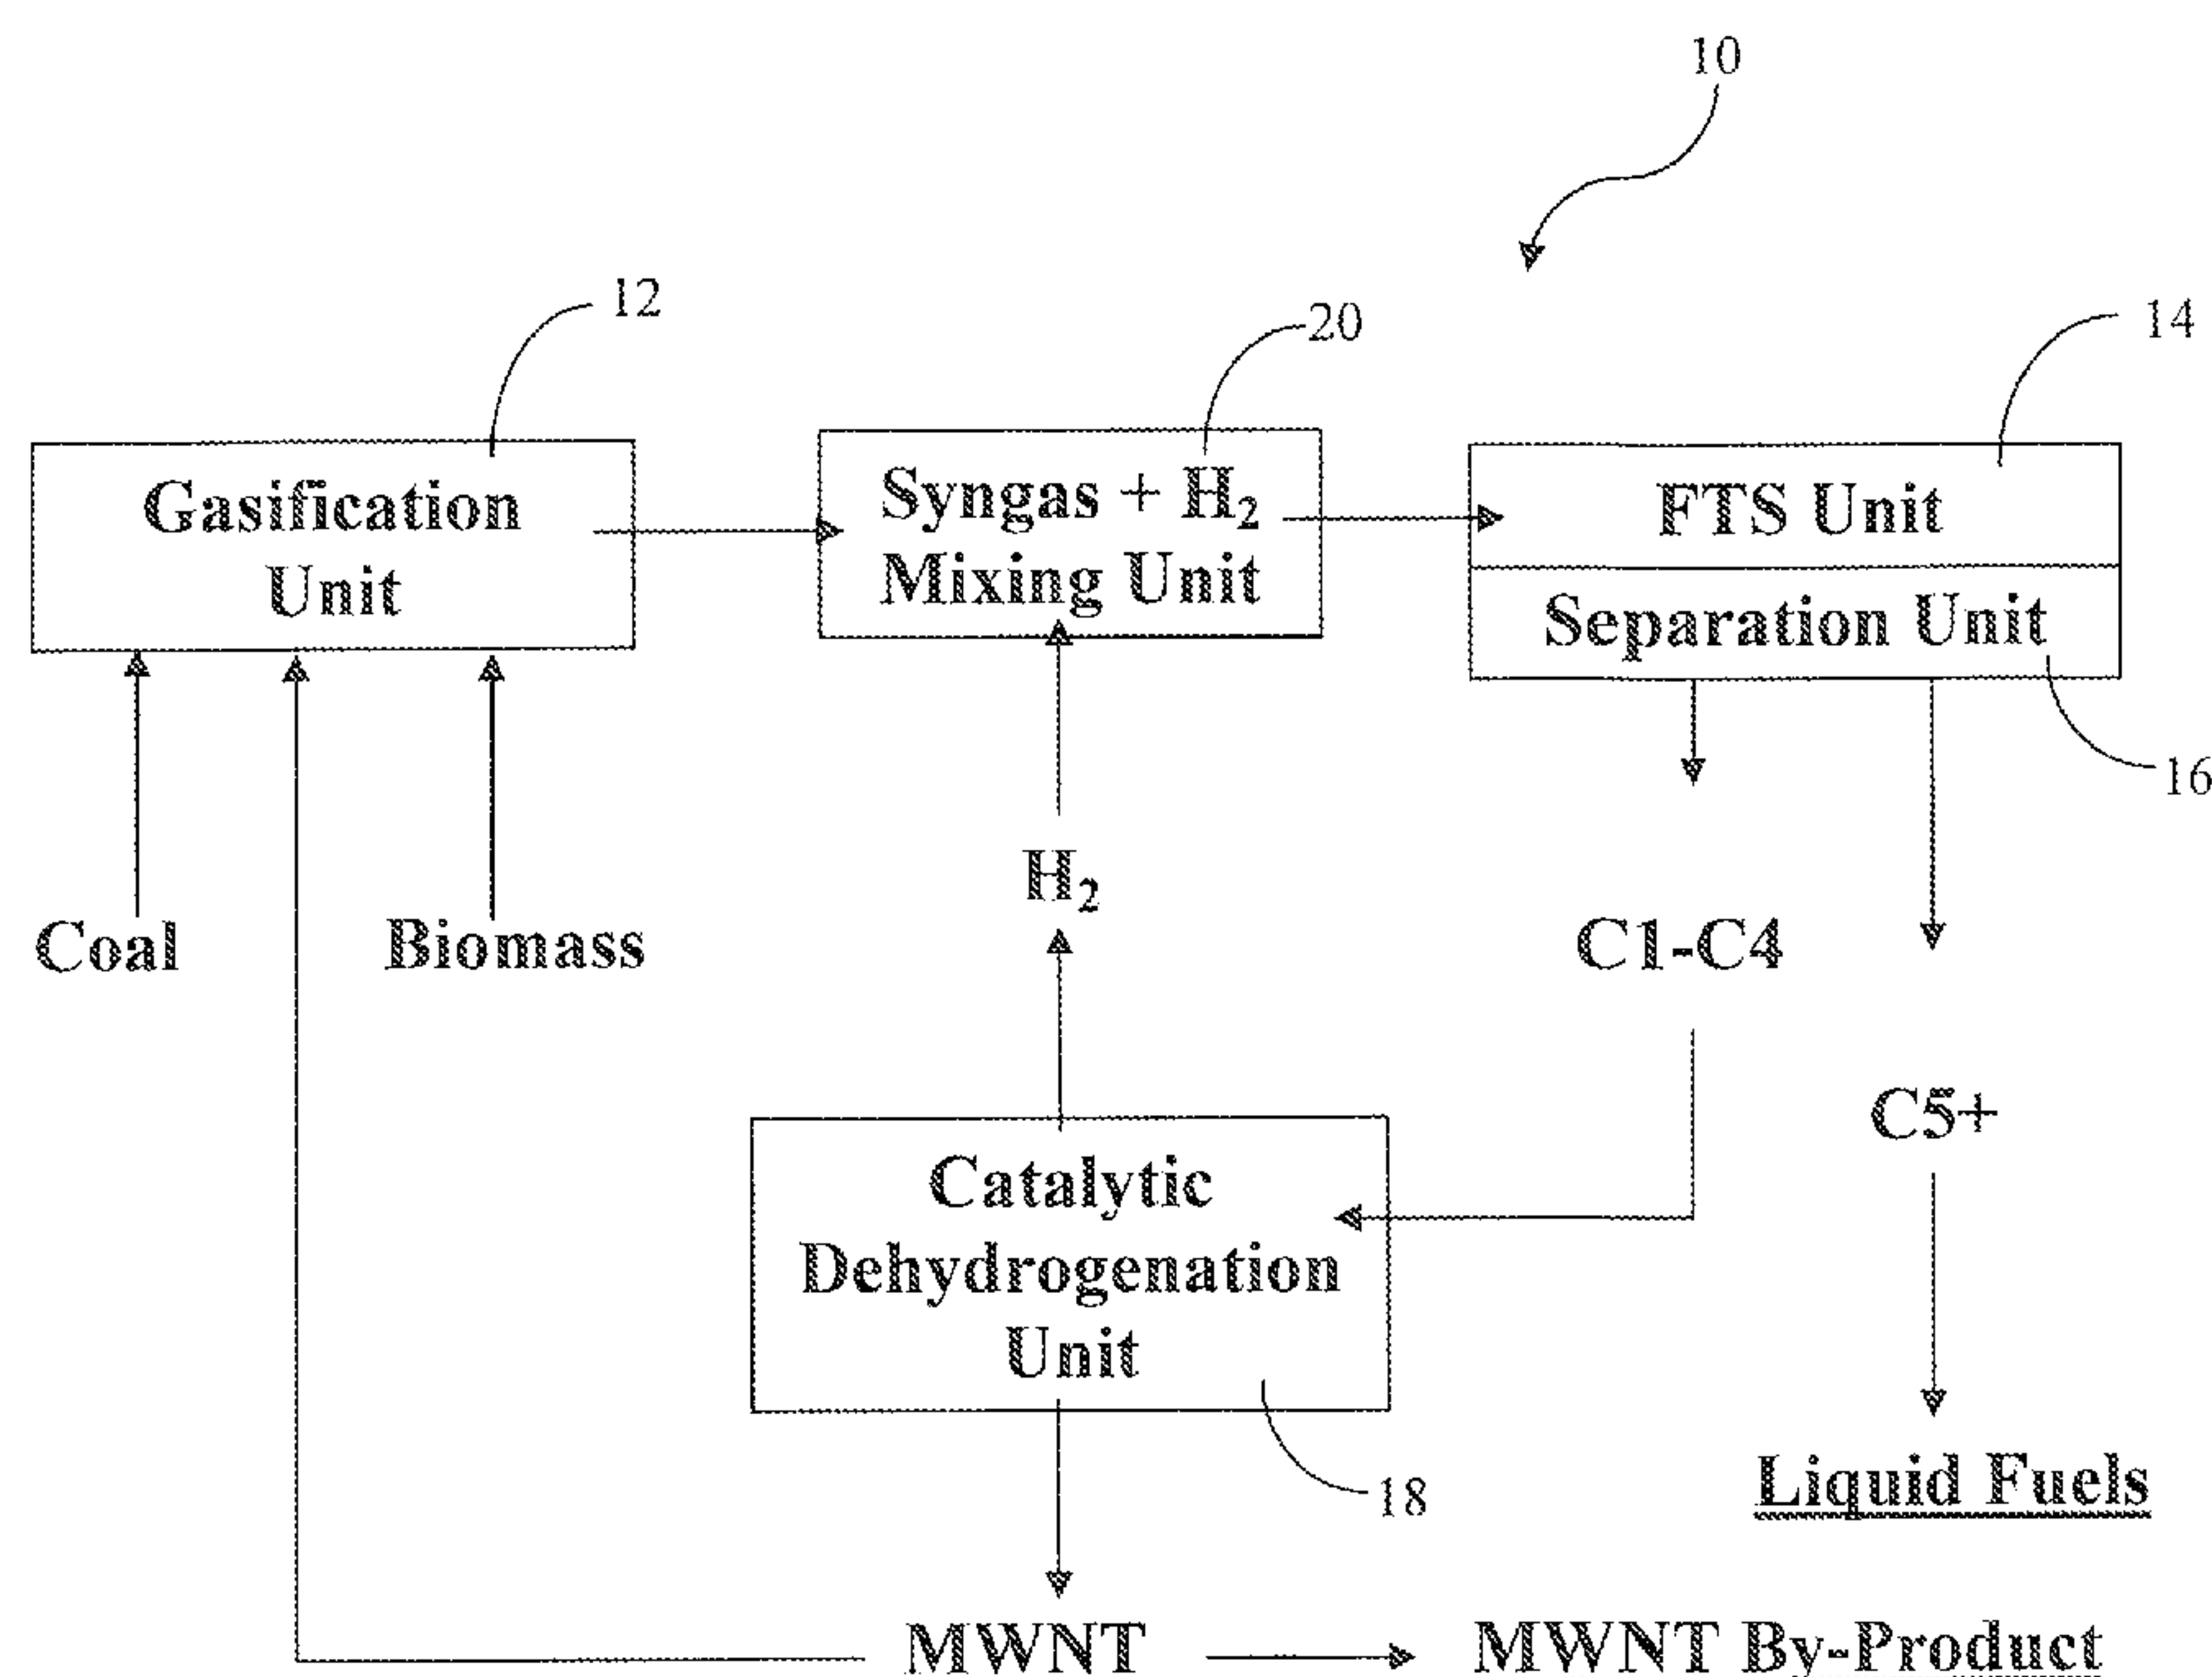 10
12
20
14
Gasification
Unit
Syngas + H₂
Mixing Unit
FTS Unit
Separation Unit
16
H₂
Coal
Biomass
C1-C4
C5+
Catalytic
Dehydrogenation
Unit
18
Liquid Fuels
MWNT
MWNT By-Product